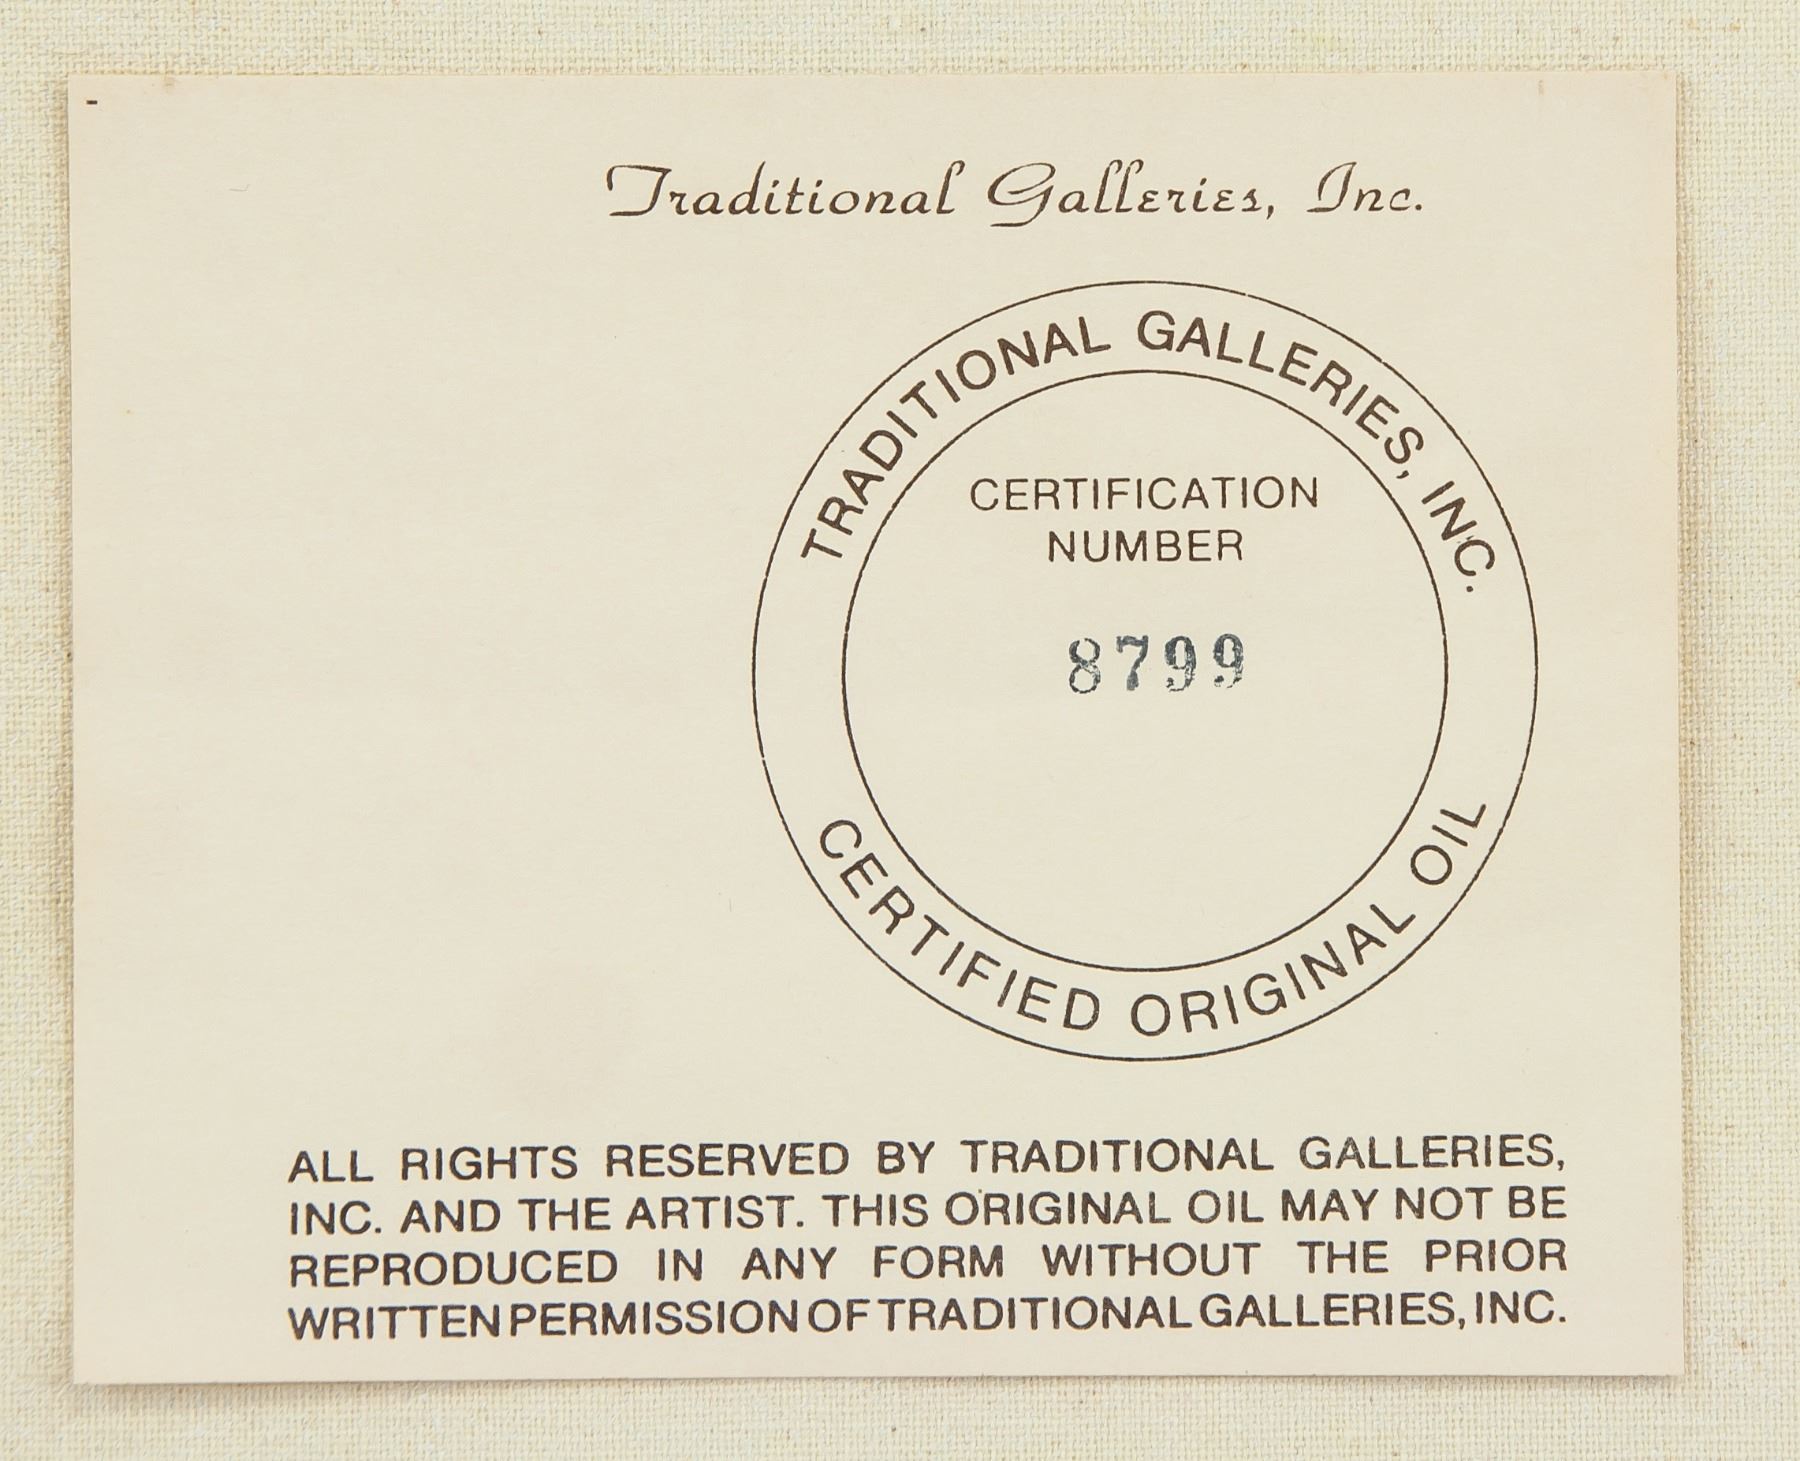 Traditional Galleries, Inc.
TRADITIONAL GALLERIES, INC.
CERTIFICATION
NUMBER
8799
CERTIFIED ORIGINAL OIL
ALL RIGHTS RESERVED BY TRADITIONAL GALLERIES,
INC. AND THE ARTIST. THIS ORIGINAL OIL MAY NOT BE
REPRODUCED IN ANY FORM WITHOUT THE PRIOR
WRITTEN PERMISSION OF TRADITIONAL GALLERIES, INC.